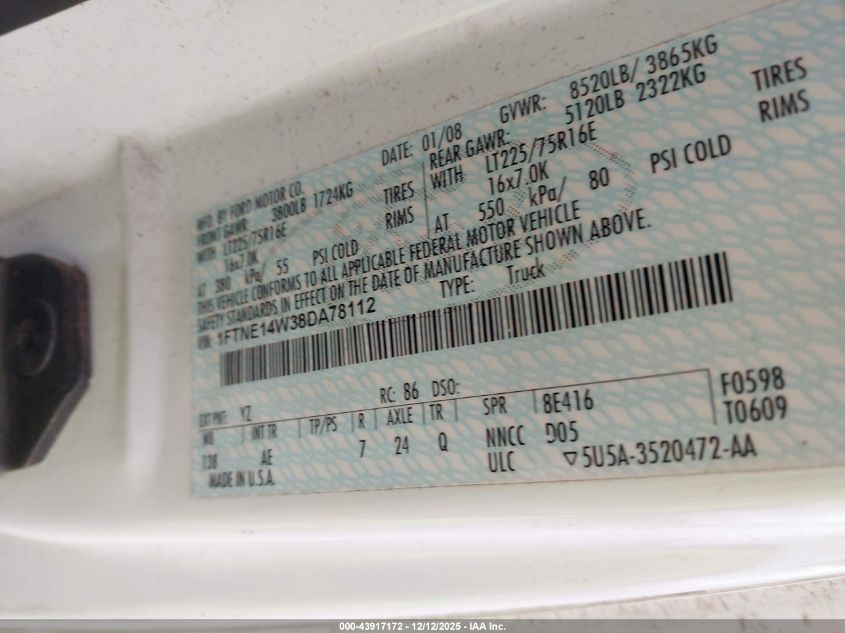 MFD. BY FORD MOTOR CO.
DATE: 01/08 GVWR: 8520LB/ 3865KG
FRONT GAWR: 3800LB 1724KG
REAR GAWR: 5120LB 2322KG
WITH LT225/75R16E TIRES
WITH LT225/75R16E TIRES
16x7.0K RIMS
16x7.0K RIMS
AT 380 kPa/ 55 PSI COLD
AT 550 kPa/ 80 PSI COLD
THIS VEHICLE CONFORMS TO ALL APPLICABLE FEDERAL MOTOR VEHICLE
SAFETY STANDARDS IN EFFECT ON THE DATE OF MANUFACTURE SHOWN ABOVE.
VIN: 1FTNE14W38DA78112 TYPE: Truck
EXT PNT: YZ RC: 86 DSO:
WB INT TR TP/PS R AXLE TR SPR 8E416 F0598
138 AE 7 24 Q NNCC D05 T0609
MADE IN U.S.A. ULC ▽5U5A-3520472-AA
000-43917172 - 12/12/2025 - IAA Inc.